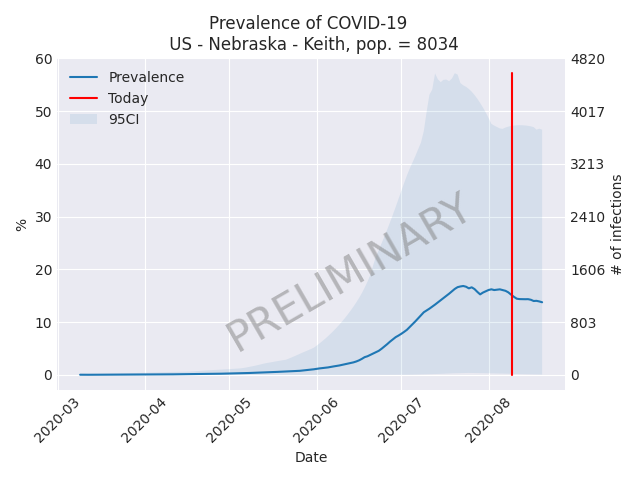 Prevalence of COVID-19
US - Nebraska - Keith, pop. = 8034
Prevalence
Today
95CI
60
50
40
30
20
10
0
%
4820
4017
3213
2410
1606
803
0
# of infections
PRELIMINARY
2020-03
2020-04
2020-05
2020-06
2020-07
2020-08
Date